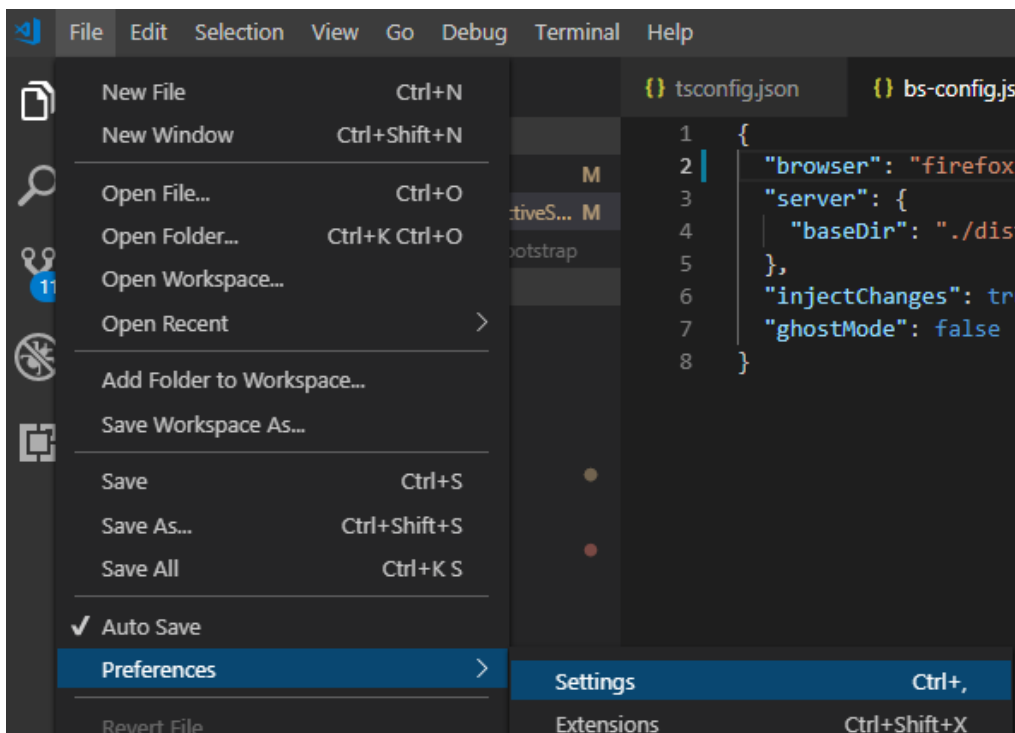 File Edit Selection View Go Debug Terminal Help
New File Ctrl+N
New Window Ctrl+Shift+N
Open File... Ctrl+O
Open Folder... Ctrl+K Ctrl+O
Open Workspace...
Open Recent
Add Folder to Workspace...
Save Workspace As...
Save Ctrl+S
Save As... Ctrl+Shift+S
Save All Ctrl+K S
✓ Auto Save
Preferences
Revert File
Settings Ctrl+,
Extensions Ctrl+Shift+X
11
M
tiveS... M
ootstrap
{} tsconfig.json {} bs-config.js
1 {
2 "browser": "firefox
3 "server": {
4 "baseDir": "./dis
5 },
6 "injectChanges": tr
7 "ghostMode": false
8 }